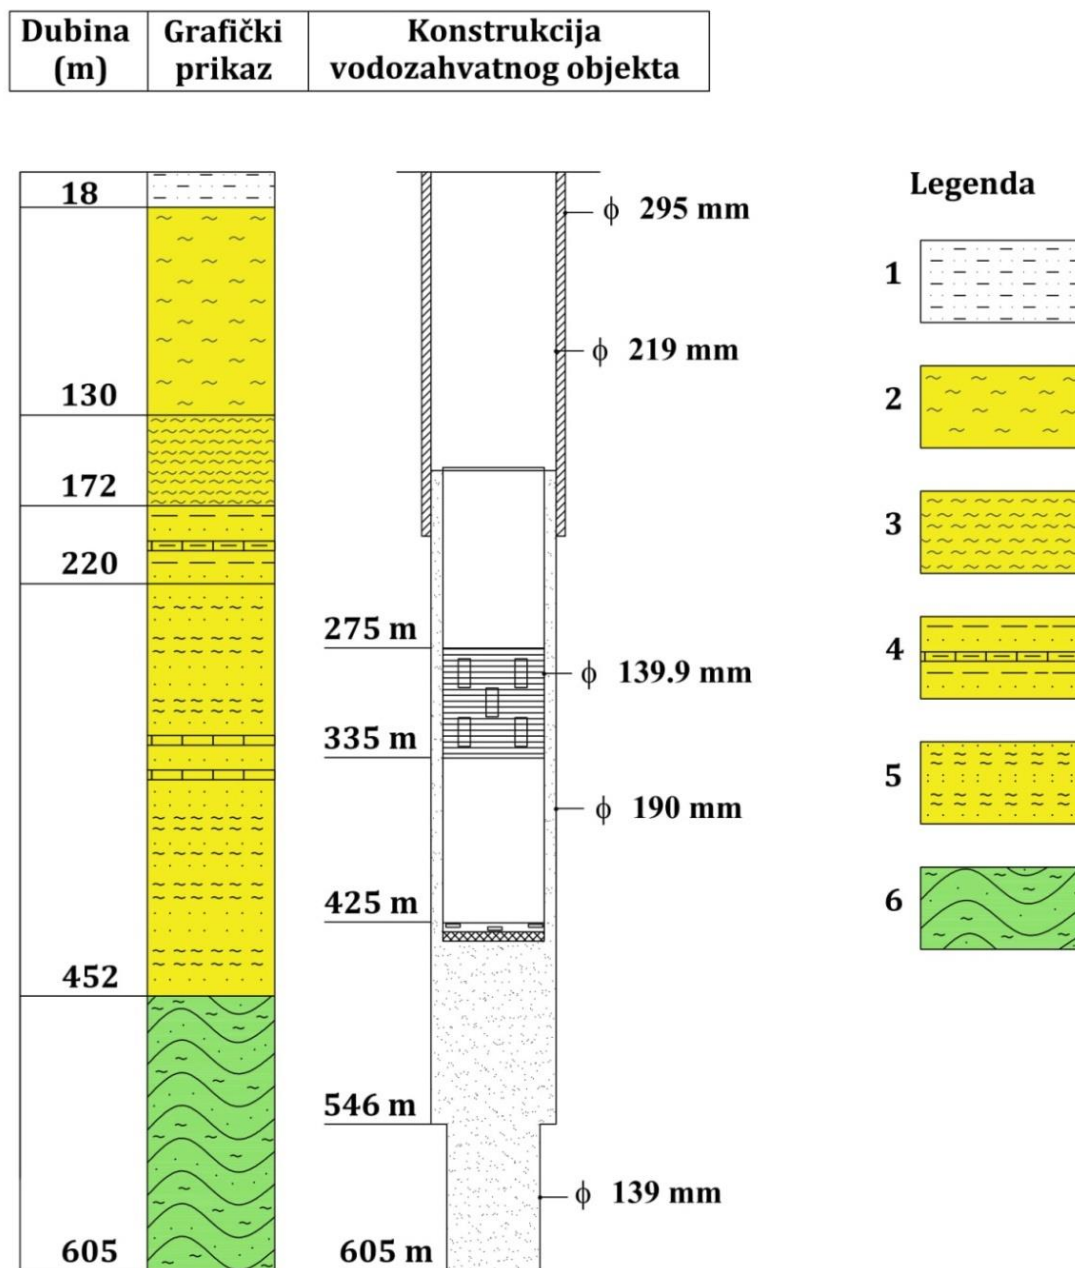 Dubina
(m)
Grafički
prikaz
Konstrukcija
vodozahvatnog objekta
18
130
172
220
452
605
ϕ 295 mm
ϕ 219 mm
275 m
ϕ 139.9 mm
335 m
ϕ 190 mm
425 m
546 m
ϕ 139 mm
605 m
Legenda
1
2
3
4
5
6